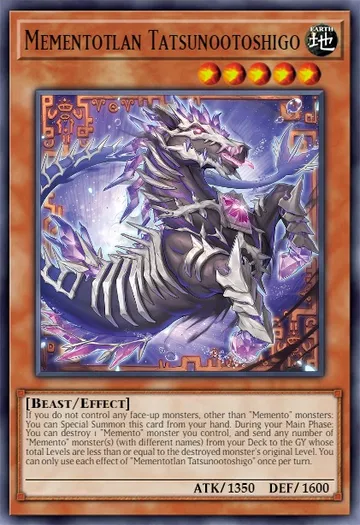 Mementotlan Tatsunootoshigo
EARTH
地
[Beast/Effect]
If you do not control any face-up monsters, other than "Memento" monsters:
You can Special Summon this card from your hand. During your Main Phase:
You can destroy 1 "Memento" monster you control, and send any number of
"Memento" monster(s) (with different names) from your Deck to the GY whose
total Levels are less than or equal to the destroyed monster's original Level. You
can only use each effect of "Mementotlan Tatsunootoshigo" once per turn.
ATK/1350 DEF/1600